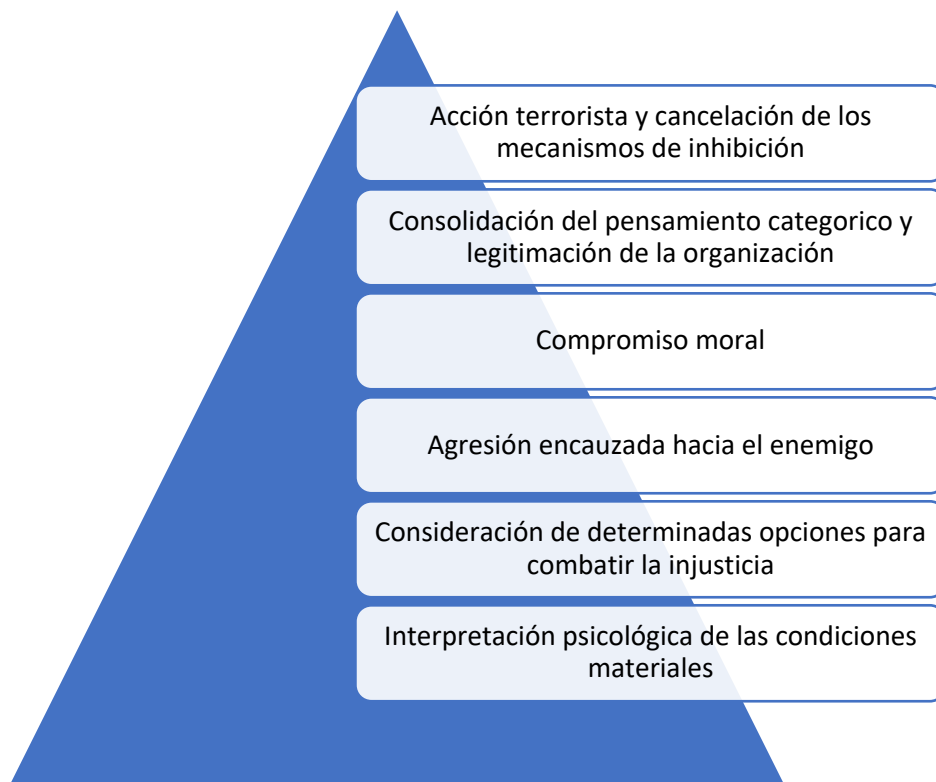 Acción terrorista y cancelación de los
mecanismos de inhibición
Consolidación del pensamiento categorico y
legitimación de la organización
Compromiso moral
Agresión encauzada hacia el enemigo
Consideración de determinadas opciones para
combatir la injusticia
Interpretación psicológica de las condiciones
materiales